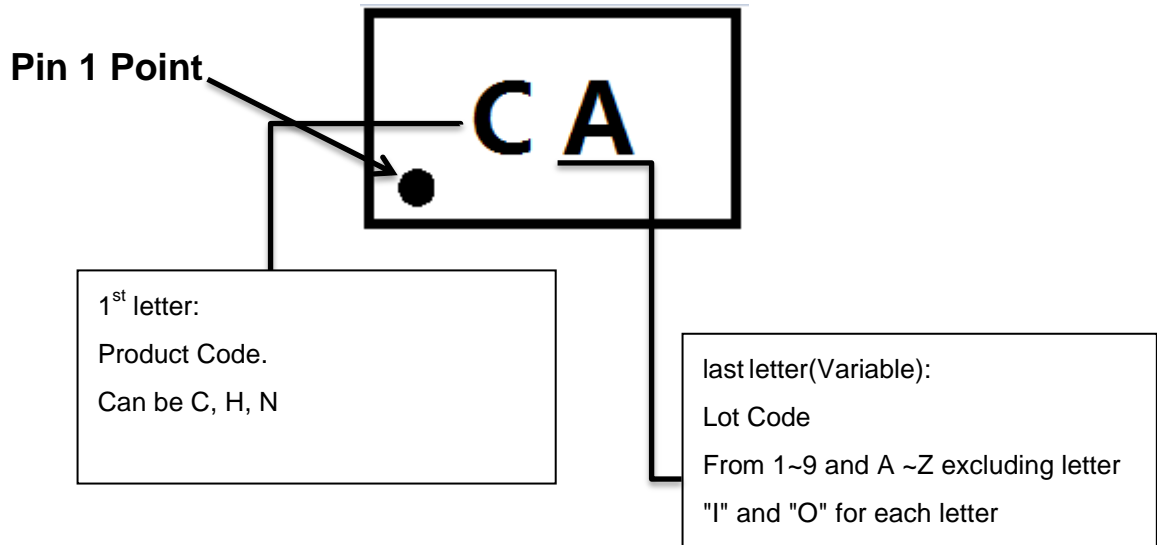 Pin 1 Point
C A
1st letter:
Product Code.
Can be C, H, N
last letter(Variable):
Lot Code
From 1~9 and A ~Z excluding letter
"I" and "O" for each letter